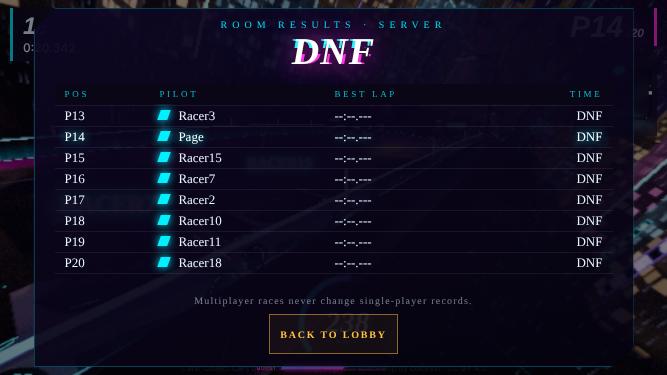 ROOM RESULTS · SERVER
DNF
POS PILOT BEST LAP TIME
P13 Racer3 --:--.--- DNF
P14 Page --:--.--- DNF
P15 Racer15 --:--.--- DNF
P16 Racer7 --:--.--- DNF
P17 Racer2 --:--.--- DNF
P18 Racer10 --:--.--- DNF
P19 Racer11 --:--.--- DNF
P20 Racer18 --:--.--- DNF
Multiplayer races never change single-player records.
238
BACK TO LOBBY
P14